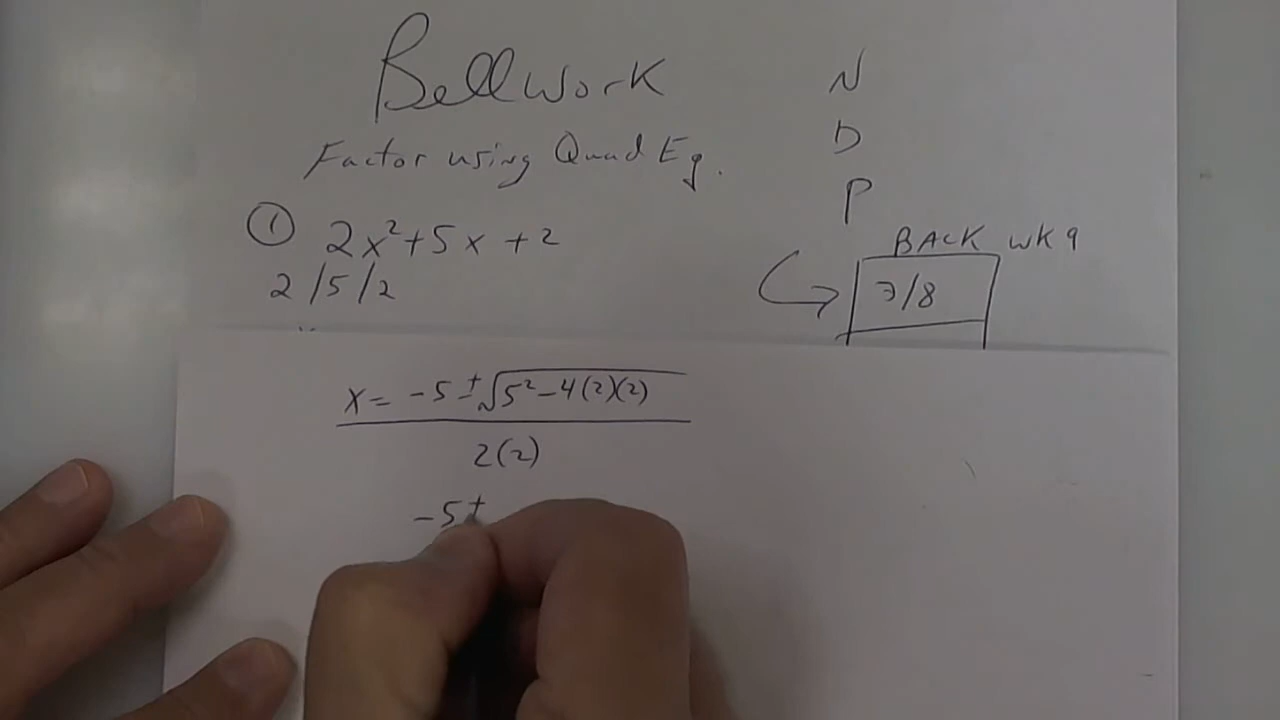 BellWork
Factor using Quad Eq.
① 2x²+5x+2
2/5/2
N
D
P
BACK WK 9
7/8
x = -5 ± √5²-4(2)(2)
2(2)
-5±